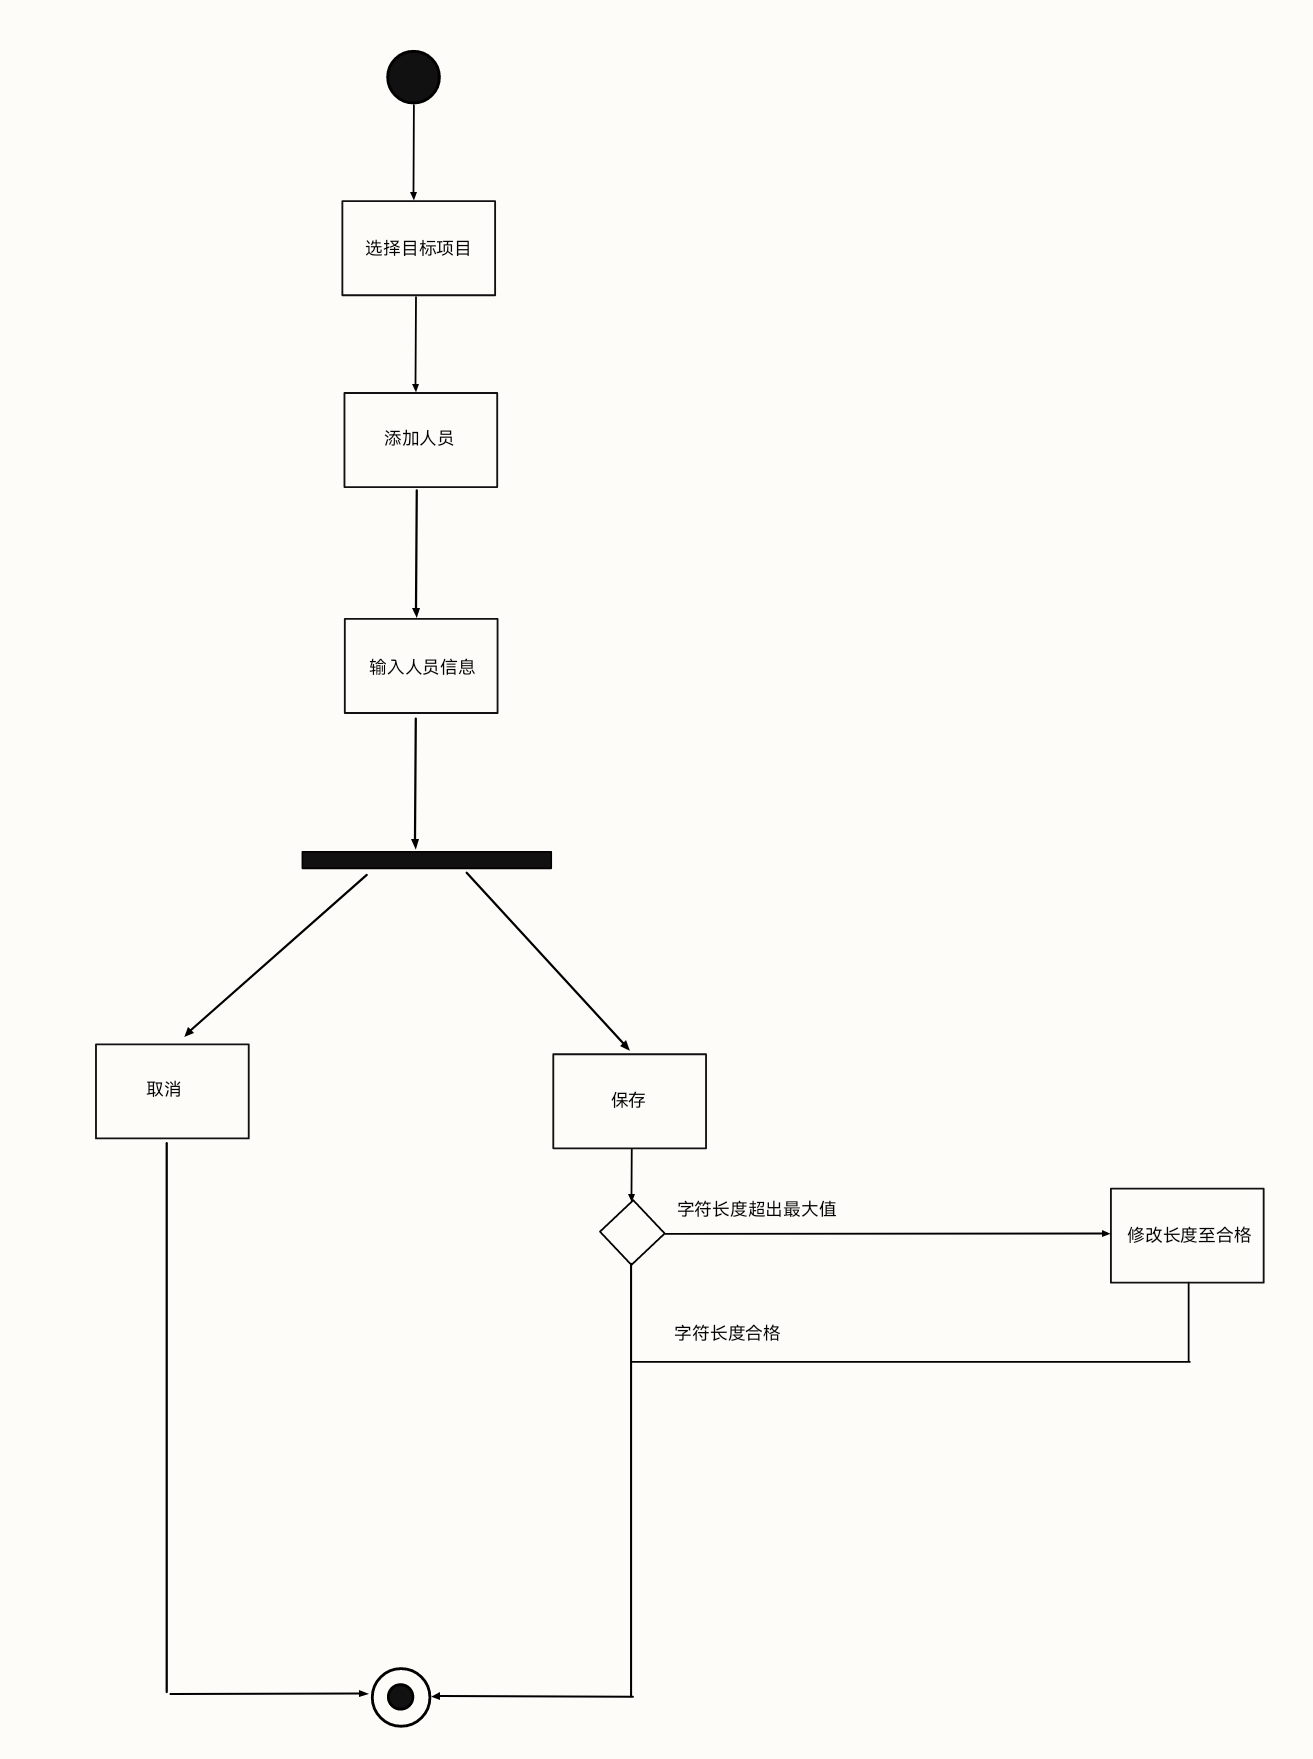 选择目标项目
添加人员
输入人员信息
取消
保存
字符长度超出最大值
修改长度至合格
字符长度合格